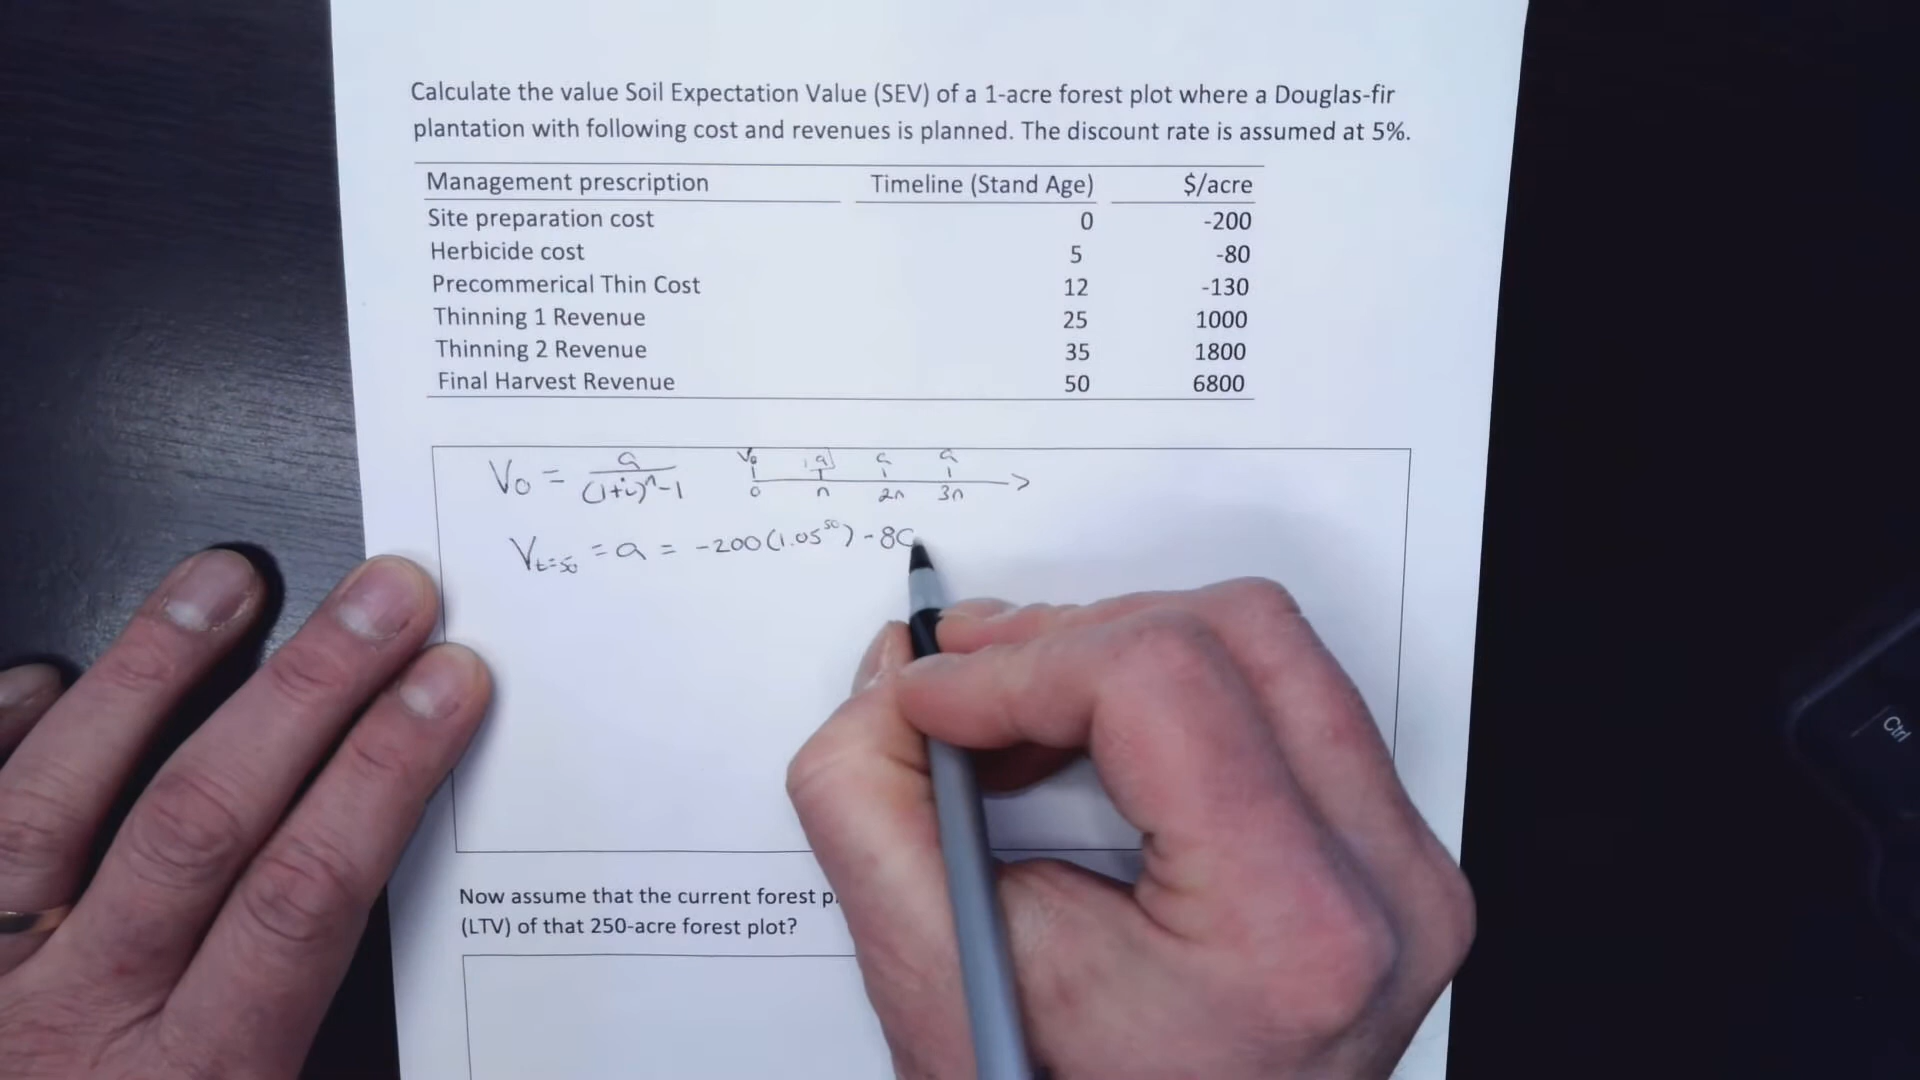 Calculate the value Soil Expectation Value (SEV) of a 1-acre forest plot where a Douglas-fir
plantation with following cost and revenues is planned. The discount rate is assumed at 5%.
Management prescription Timeline (Stand Age) $/acre
Site preparation cost 0 -200
Herbicide cost 5 -80
Precommerical Thin Cost 12 -130
Thinning 1 Revenue 25 1000
Thinning 2 Revenue 35 1800
Final Harvest Revenue 50 6800
V₀ = a/((1+i)ⁿ-1) V₀ a a a
0 n 2n 3n
V_{t=50} = a = -200(1.05⁵⁰) - 80
Now assume that the current forest
(LTV) of that 250-acre forest plot?
Ctrl